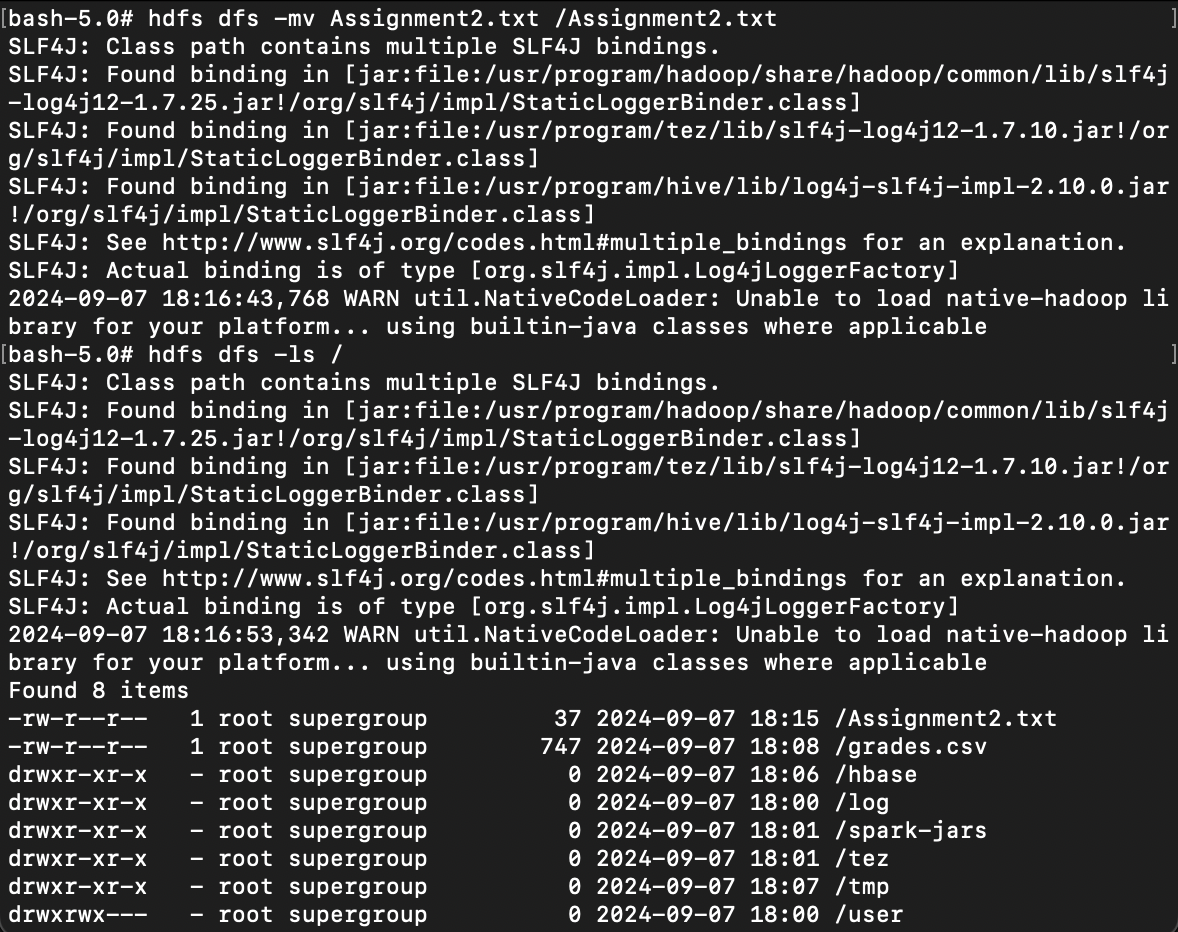 [bash-5.0# hdfs dfs -mv Assignment2.txt /Assignment2.txt ]
SLF4J: Class path contains multiple SLF4J bindings.
SLF4J: Found binding in [jar:file:/usr/program/hadoop/share/hadoop/common/lib/slf4j
-log4j12-1.7.25.jar!/org/slf4j/impl/StaticLoggerBinder.class]
SLF4J: Found binding in [jar:file:/usr/program/tez/lib/slf4j-log4j12-1.7.10.jar!/or
g/slf4j/impl/StaticLoggerBinder.class]
SLF4J: Found binding in [jar:file:/usr/program/hive/lib/log4j-slf4j-impl-2.10.0.jar
!/org/slf4j/impl/StaticLoggerBinder.class]
SLF4J: See http://www.slf4j.org/codes.html#multiple_bindings for an explanation.
SLF4J: Actual binding is of type [org.slf4j.impl.Log4jLoggerFactory]
2024-09-07 18:16:43,768 WARN util.NativeCodeLoader: Unable to load native-hadoop li
brary for your platform... using builtin-java classes where applicable
[bash-5.0# hdfs dfs -ls / ]
SLF4J: Class path contains multiple SLF4J bindings.
SLF4J: Found binding in [jar:file:/usr/program/hadoop/share/hadoop/common/lib/slf4j
-log4j12-1.7.25.jar!/org/slf4j/impl/StaticLoggerBinder.class]
SLF4J: Found binding in [jar:file:/usr/program/tez/lib/slf4j-log4j12-1.7.10.jar!/or
g/slf4j/impl/StaticLoggerBinder.class]
SLF4J: Found binding in [jar:file:/usr/program/hive/lib/log4j-slf4j-impl-2.10.0.jar
!/org/slf4j/impl/StaticLoggerBinder.class]
SLF4J: See http://www.slf4j.org/codes.html#multiple_bindings for an explanation.
SLF4J: Actual binding is of type [org.slf4j.impl.Log4jLoggerFactory]
2024-09-07 18:16:53,342 WARN util.NativeCodeLoader: Unable to load native-hadoop li
brary for your platform... using builtin-java classes where applicable
Found 8 items
-rw-r--r--   1 root supergroup         37 2024-09-07 18:15 /Assignment2.txt
-rw-r--r--   1 root supergroup        747 2024-09-07 18:08 /grades.csv
drwxr-xr-x   - root supergroup          0 2024-09-07 18:06 /hbase
drwxr-xr-x   - root supergroup          0 2024-09-07 18:00 /log
drwxr-xr-x   - root supergroup          0 2024-09-07 18:01 /spark-jars
drwxr-xr-x   - root supergroup          0 2024-09-07 18:01 /tez
drwxr-xr-x   - root supergroup          0 2024-09-07 18:07 /tmp
drwxrwx---   - root supergroup          0 2024-09-07 18:00 /user